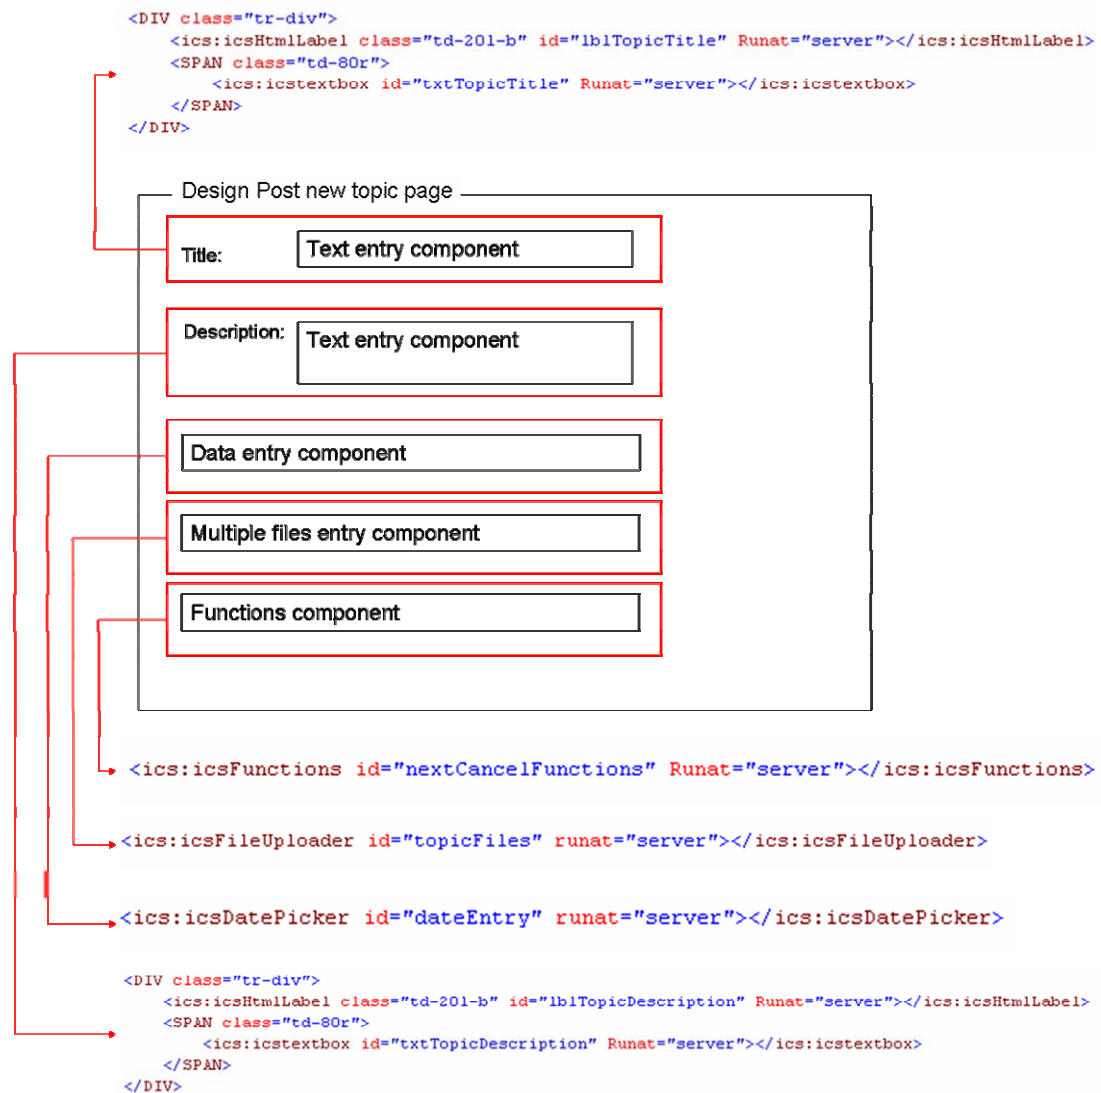 <DIV class="tr-div">
<ics:icsHtmlLabel class="td-20l-b" id="lblTopicTitle" Runat="server"></ics:icsHtmlLabel>
<SPAN class="td-80r">
<ics:icstextbox id="txtTopicTitle" Runat="server"></ics:icstextbox>
</SPAN>
</DIV>
Design Post new topic page
Title: Text entry component
Description: Text entry component
Data entry component
Multiple files entry component
Functions component
<ics:icsFunctions id="nextCancelFunctions" Runat="server"></ics:icsFunctions>
<ics:icsFileUploader id="topicFiles" runat="server"></ics:icsFileUploader>
<ics:icsDatePicker id="dateEntry" runat="server"></ics:icsDatePicker>
<DIV class="tr-div">
<ics:icsHtmlLabel class="td-20l-b" id="lblTopicDescription" Runat="server"></ics:icsHtmlLabel>
<SPAN class="td-80r">
<ics:icstextbox id="txtTopicDescription" Runat="server"></ics:icstextbox>
</SPAN>
</DIV>